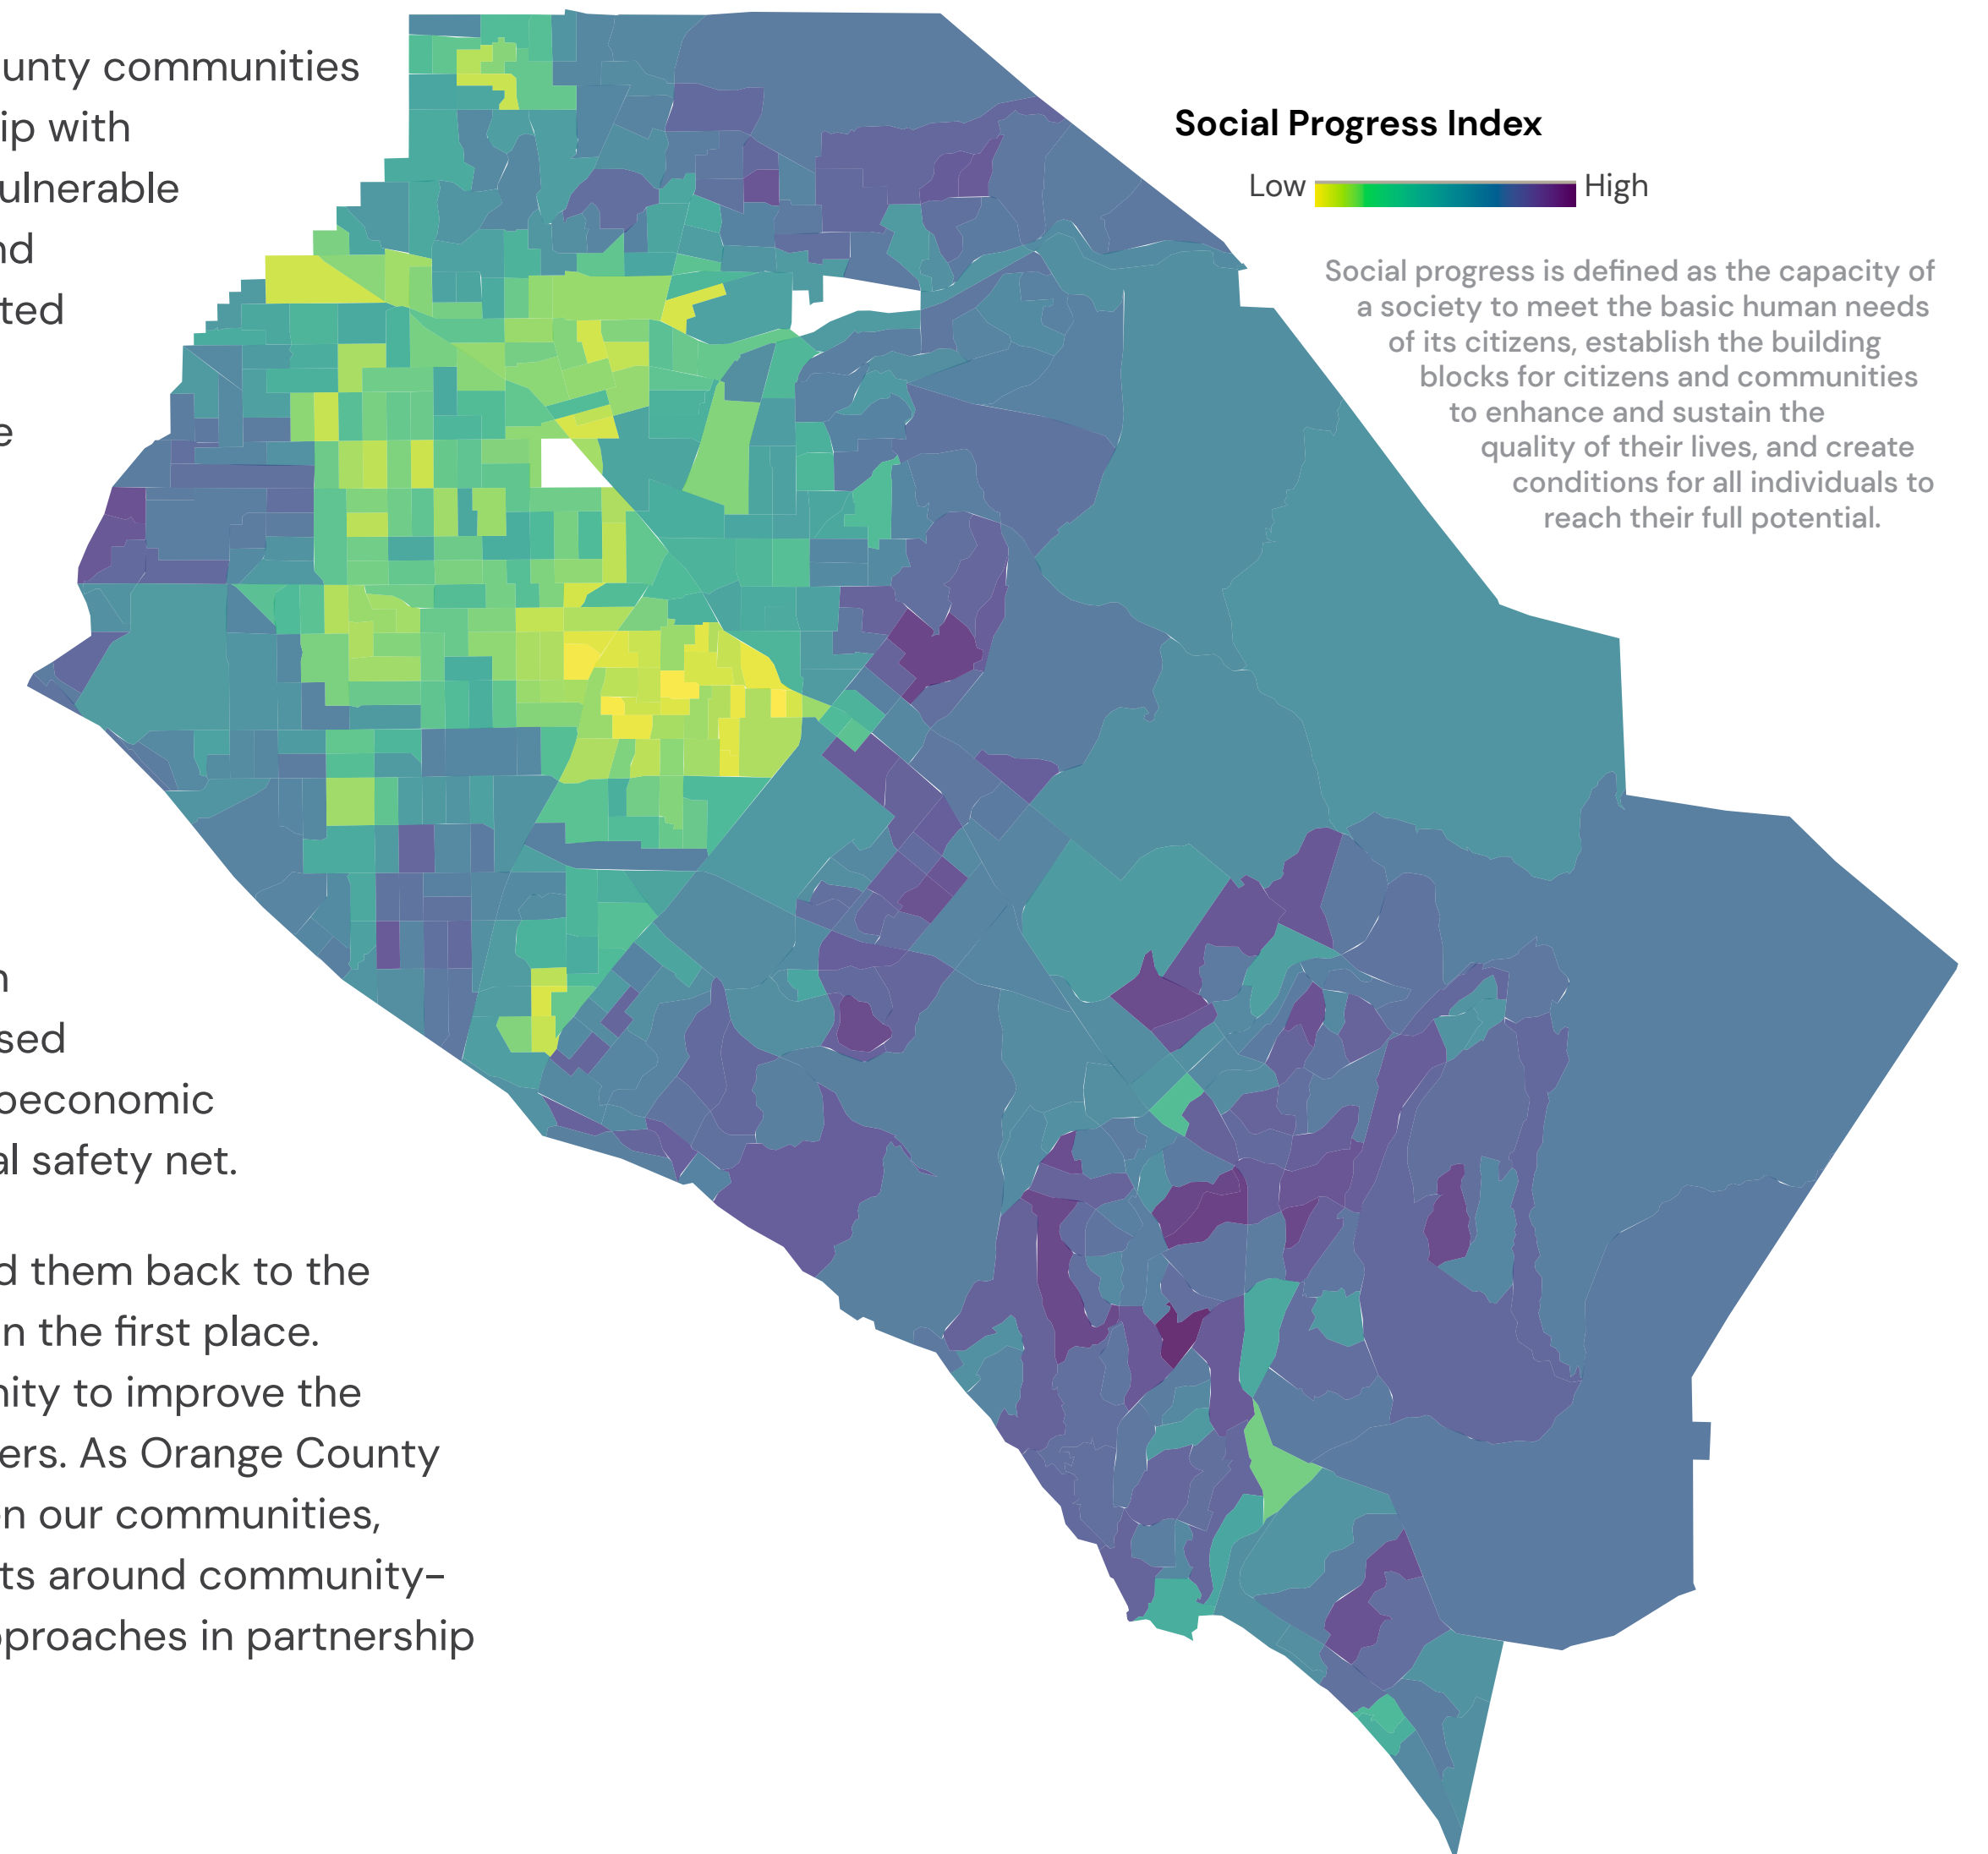 unty communities
ip with
ulnerable
nd
ted
e
n
sed
oeconomic
al safety net.
d them back to the
n the first place.
nity to improve the
ers. As Orange County
en our communities,
ts around community-
pproaches in partnership
Social Progress Index
Low High
Social progress is defined as the capacity of
a society to meet the basic human needs
of its citizens, establish the building
blocks for citizens and communities
to enhance and sustain the
quality of their lives, and create
conditions for all individuals to
reach their full potential.